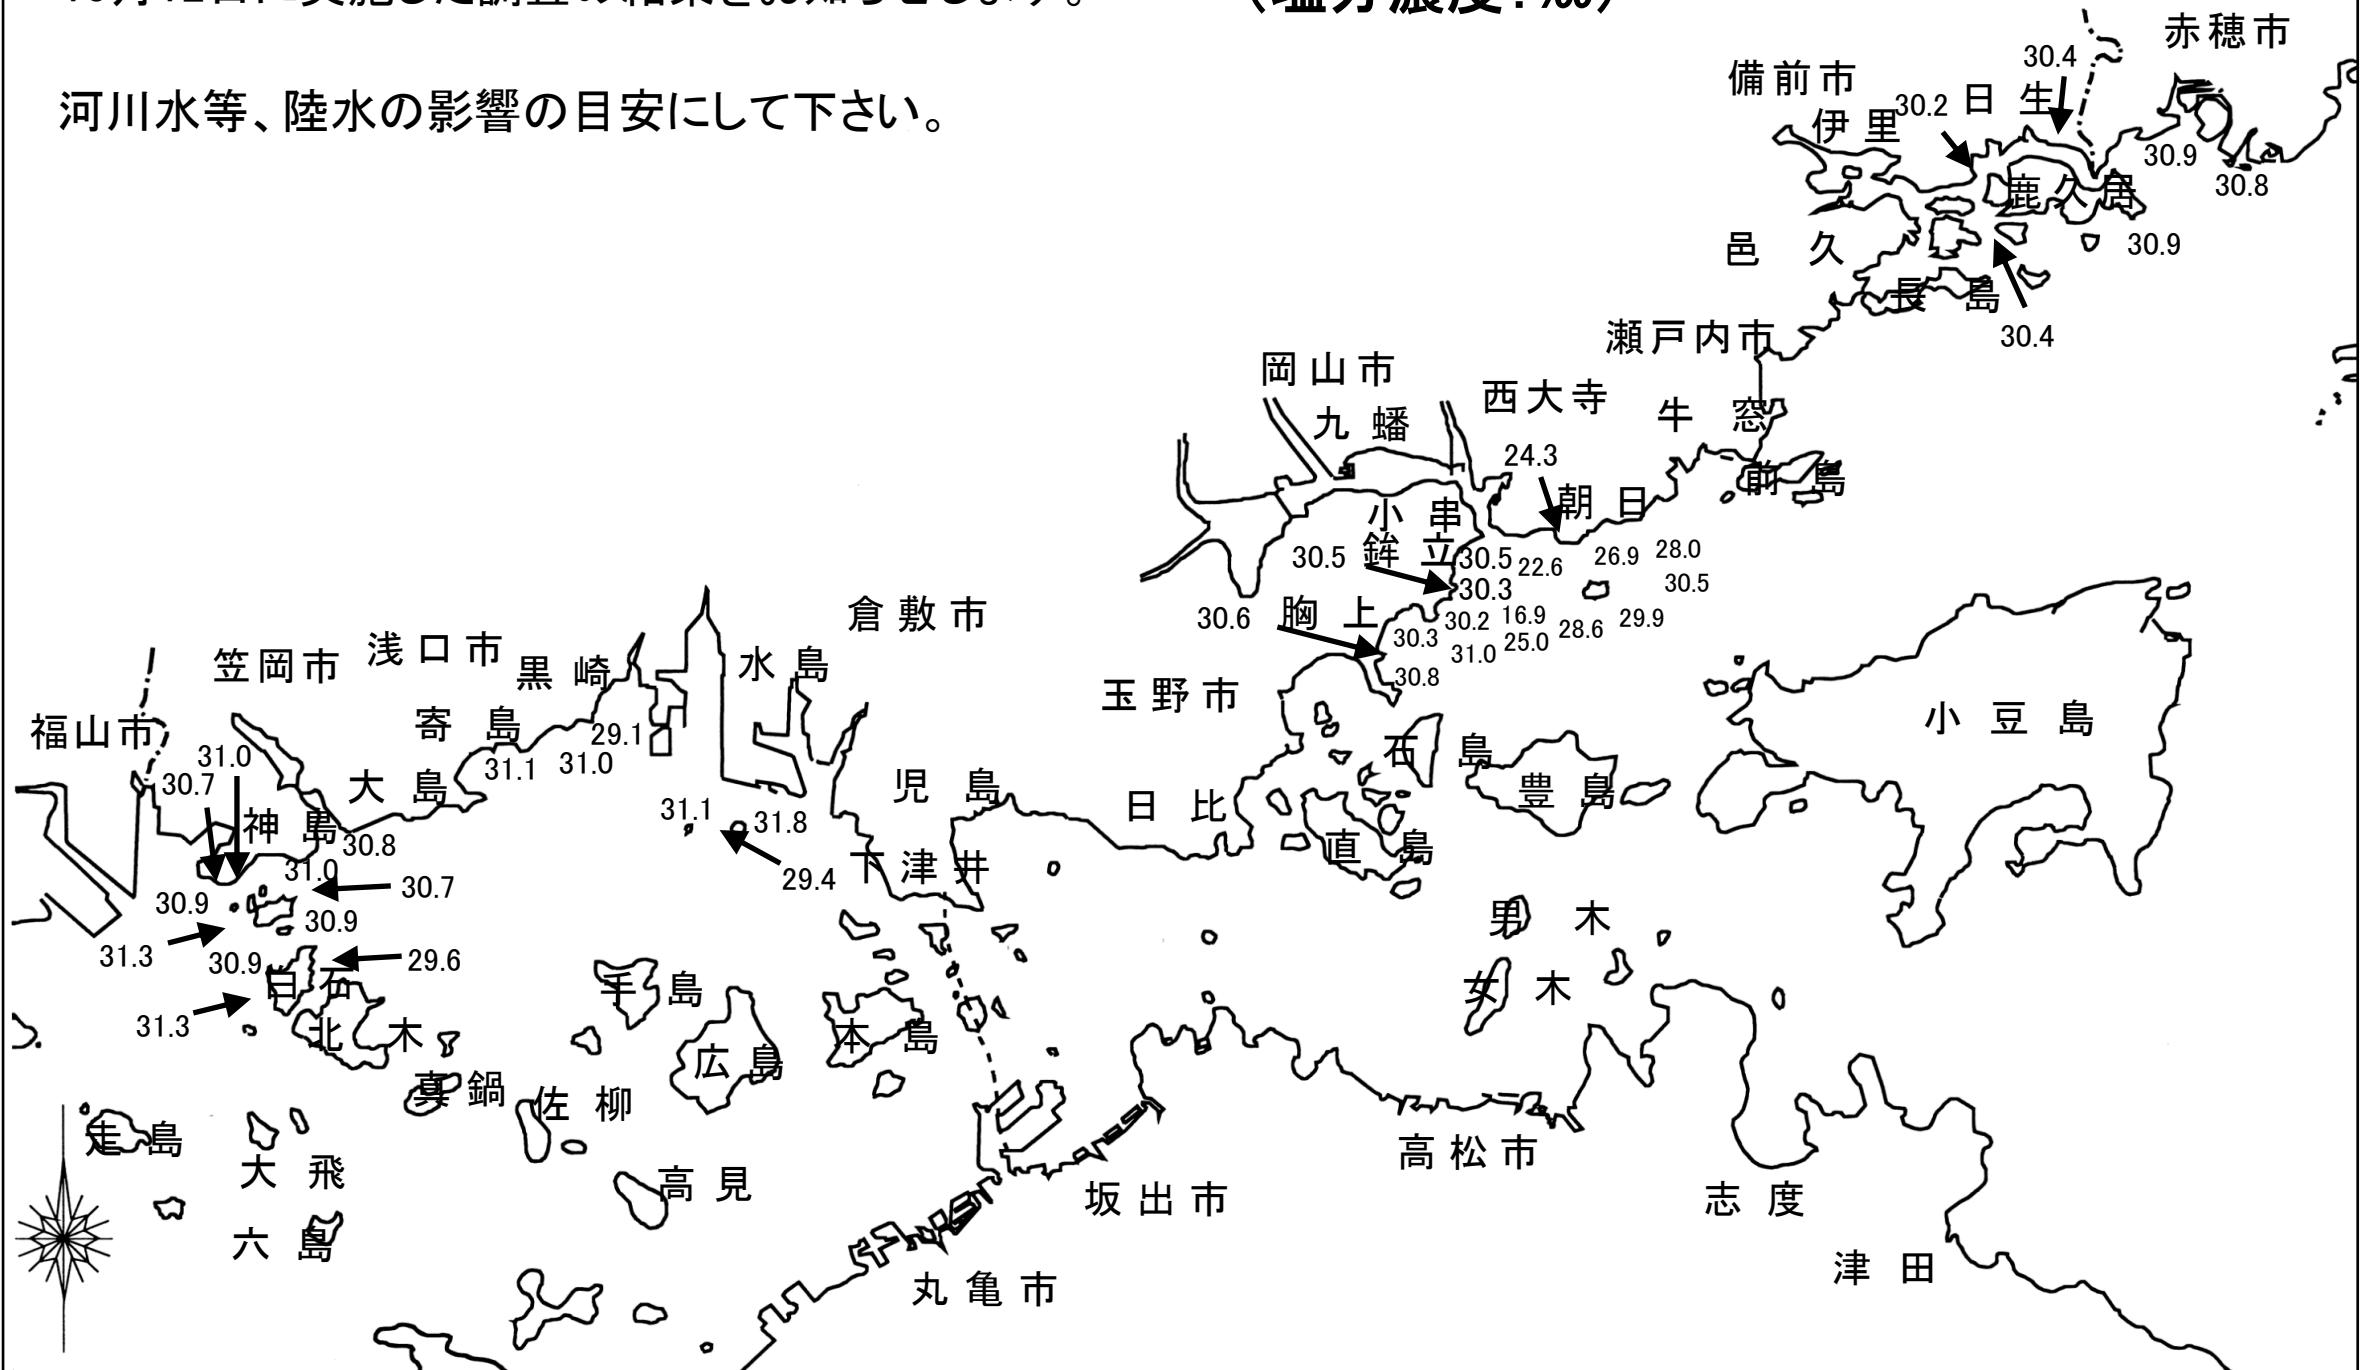 河川水等、陸水の影響の目安にして下さい。
赤穂市
30.4
備前市
30.2
日生
伊里
30.9
30.8
鹿久居
30.9
邑久
長島
30.4
瀬戸内市
岡山市
西大寺
九蟠
牛窓
24.3
前島
朝日
小串
30.5
鉾立
30.5
22.6
26.9
28.0
30.3
30.5
30.6
胸上
30.2
16.9
28.6
29.9
30.3
31.0
25.0
30.8
倉敷市
浅口市
笠岡市
黒崎
水島
玉野市
福山市
寄島
29.1
31.0
31.1
31.0
30.7
大島
児島
日比
石島
豊島
小豆島
31.1
31.8
神島
30.8
29.4
下津井
直島
31.0
30.7
30.9
30.9
31.3
30.9
29.6
白石
31.3
北木
手島
本島
広島
男木
女木
真鍋
佐柳
走島
大飛
六島
高見
高松市
坂出市
志度
津田
丸亀市